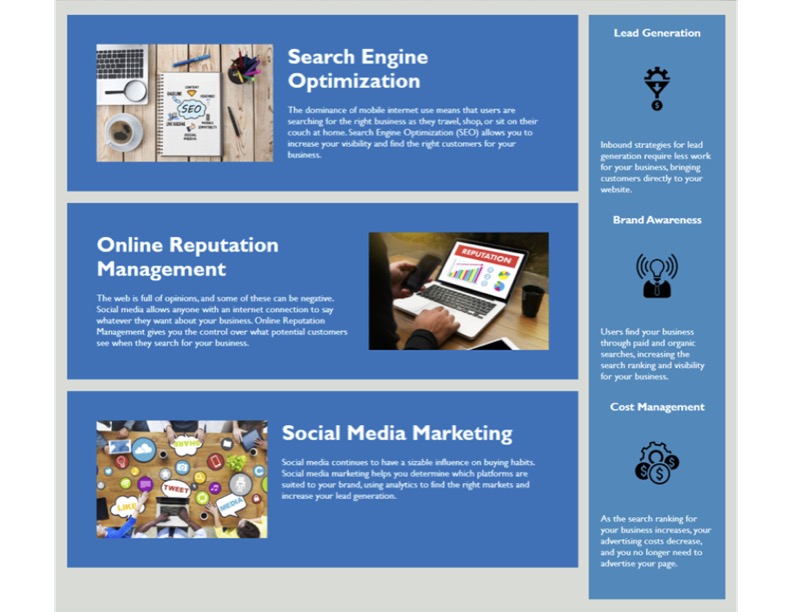 Search Engine
Optimization
The dominance of mobile internet use means that users are
searching for the right business as they travel, shop, or sit on their
couch at home. Search Engine Optimization (SEO) allows you to
increase your visibility and find the right customers for your
business.
SEO
CONTENT
Online Reputation
Management
The web is full of opinions, and some of these can be negative.
Social media allows anyone with an internet connection to say
whatever they want about your business. Online Reputation
Management gives you the control over what potential customers
see when they search for your business.
REPUTATION
Social Media Marketing
Social media continues to have a sizable influence on buying habits.
Social media marketing helps you determine which platforms are
suited to your brand, using analytics to find the right markets and
increase your lead generation.
SHARE
TWEET
LIKE
MEDIA
Lead Generation
Inbound strategies for lead
generation require less work
for your business, bringing
customers directly to your
website.
Brand Awareness
Users find your business
through paid and organic
searches, increasing the
search ranking and visibility
for your business.
Cost Management
As the search ranking for
your business increases, your
advertising costs decrease,
and you no longer need to
advertise your page.